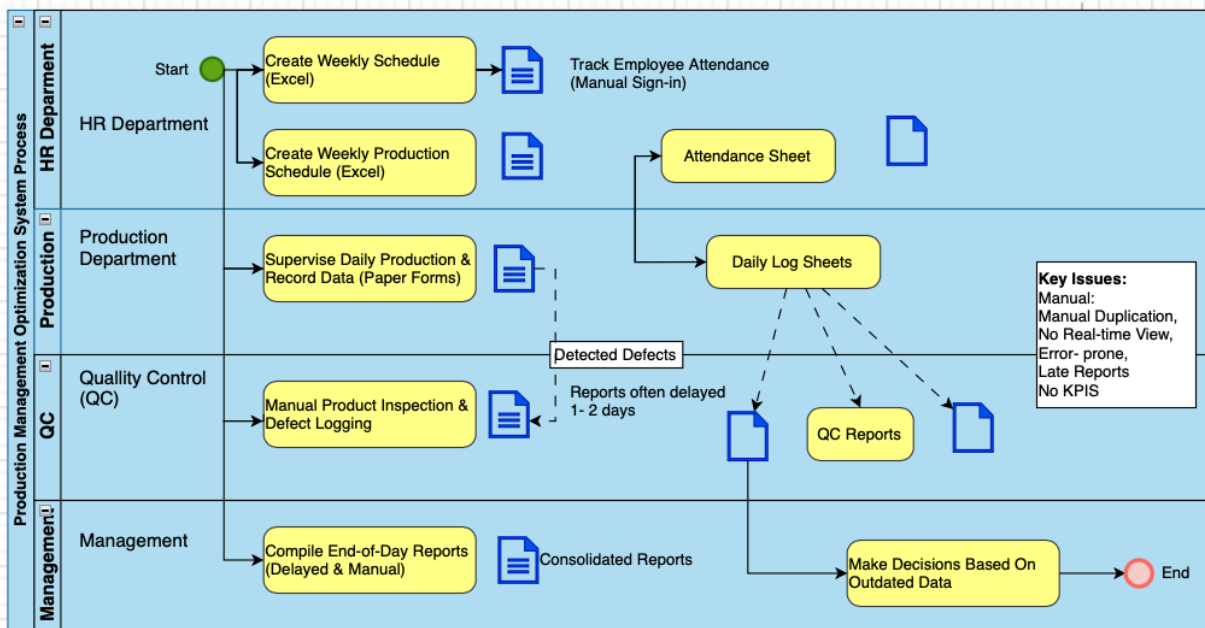 Production Management Optimization System Process
HR Deparment
HR Department
Start
Create Weekly Schedule
(Excel)
Track Employee Attendance
(Manual Sign-in)
Create Weekly Production
Schedule (Excel)
Attendance Sheet
Production
Production
Department
Supervise Daily Production &
Record Data (Paper Forms)
Daily Log Sheets
Key Issues:
Manual:
Manual Duplication,
No Real-time View,
Error- prone,
Late Reports
No KPIS
Detected Defects
QC
Quallity Control
(QC)
Manual Product Inspection &
Defect Logging
Reports often delayed
1- 2 days
QC Reports
Management
Management
Compile End-of-Day Reports
(Delayed & Manual)
Consolidated Reports
Make Decisions Based On
Outdated Data
End